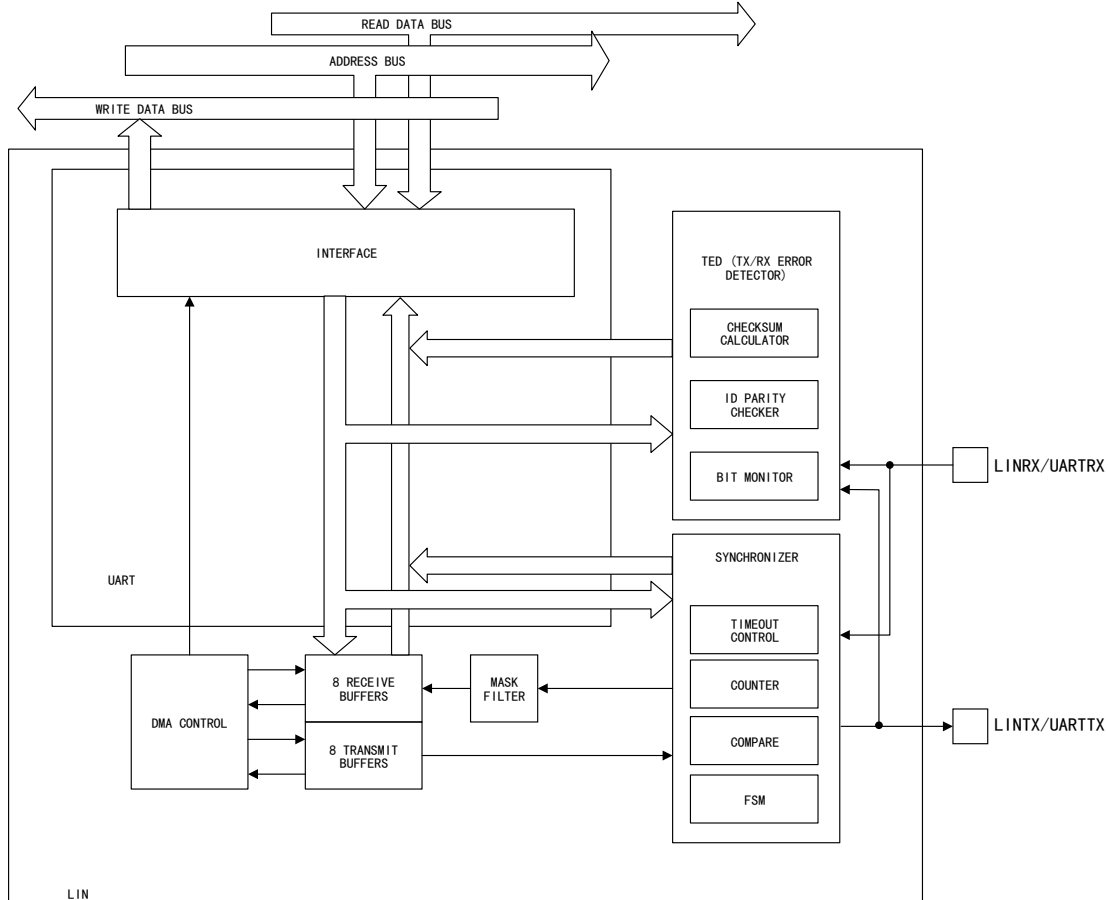 READ DATA BUS
ADDRESS BUS
WRITE DATA BUS
INTERFACE
TED (TX/RX ERROR
DETECTOR)
CHECKSUM
CALCULATOR
ID PARITY
CHECKER
BIT MONITOR
LINRX/UARTRX
SYNCHRONIZER
UART
TIMEOUT
CONTROL
8 RECEIVE
BUFFERS
MASK
FILTER
COUNTER
DMA CONTROL
LINTX/UARTTX
8 TRANSMIT
BUFFERS
COMPARE
FSM
LIN